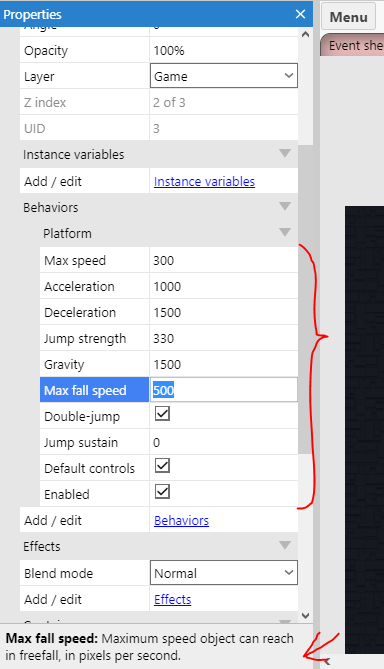 Properties
Menu
Event she
Angle 0
Opacity 100%
Layer Game
Z index 2 of 3
UID 3
Instance variables
Add / edit Instance variables
Behaviors
Platform
Max speed 300
Acceleration 1000
Deceleration 1500
Jump strength 330
Gravity 1500
Max fall speed 500
Double-jump
Jump sustain 0
Default controls
Enabled
Add / edit Behaviors
Effects
Blend mode Normal
Add / edit Effects
Max fall speed: Maximum speed object can reach
in freefall, in pixels per second.